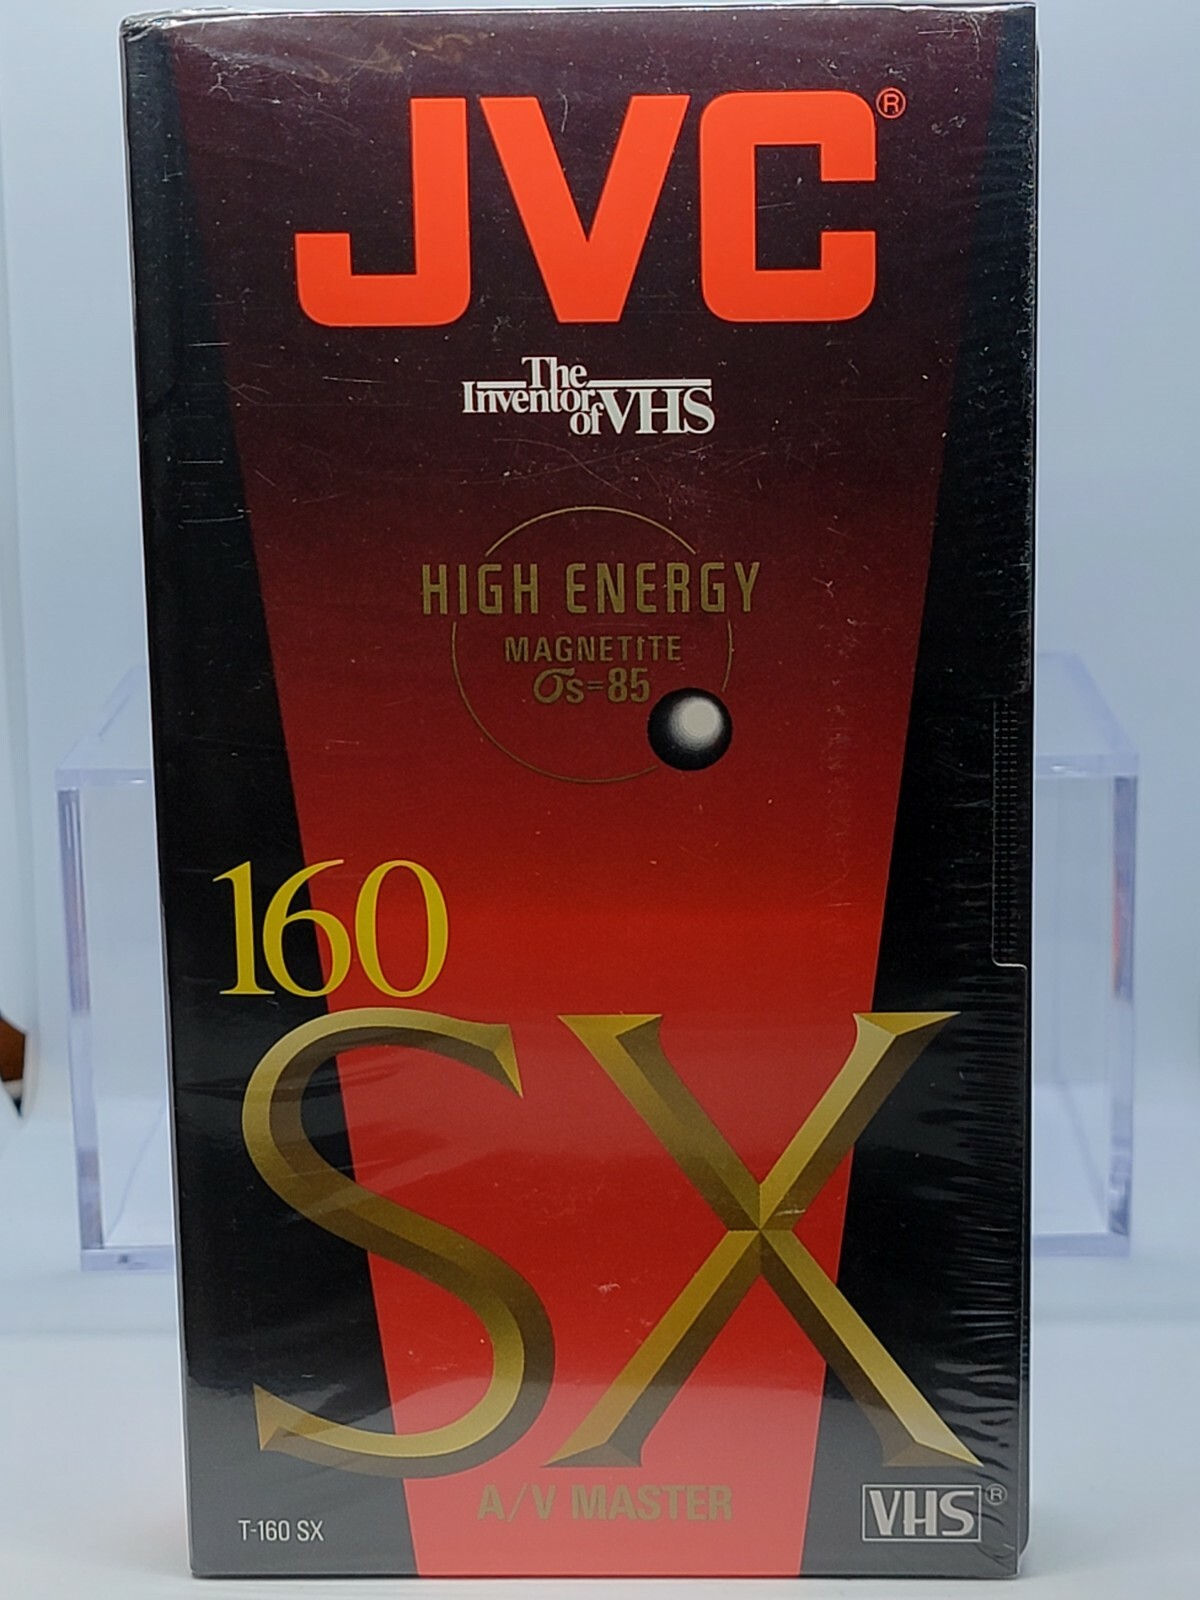 JVC®
The
Inventor
of VHS
HIGH ENERGY
MAGNETITE
σs=85
160
SX
A/V MASTER
T-160 SX
VHS®